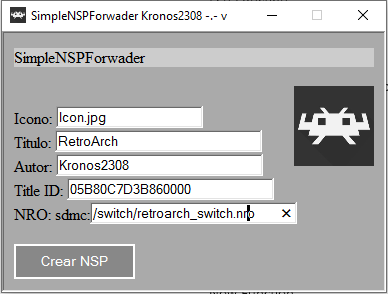 SimpleNSPForwader Kronos2308 -.- v
SimpleNSPForwader
Icono: Icon.jpg
Titulo: RetroArch
Autor: Kronos2308
Title ID: 05B80C7D3B860000
NRO: sdmc: /switch/retroarch_switch.nro
Crear NSP